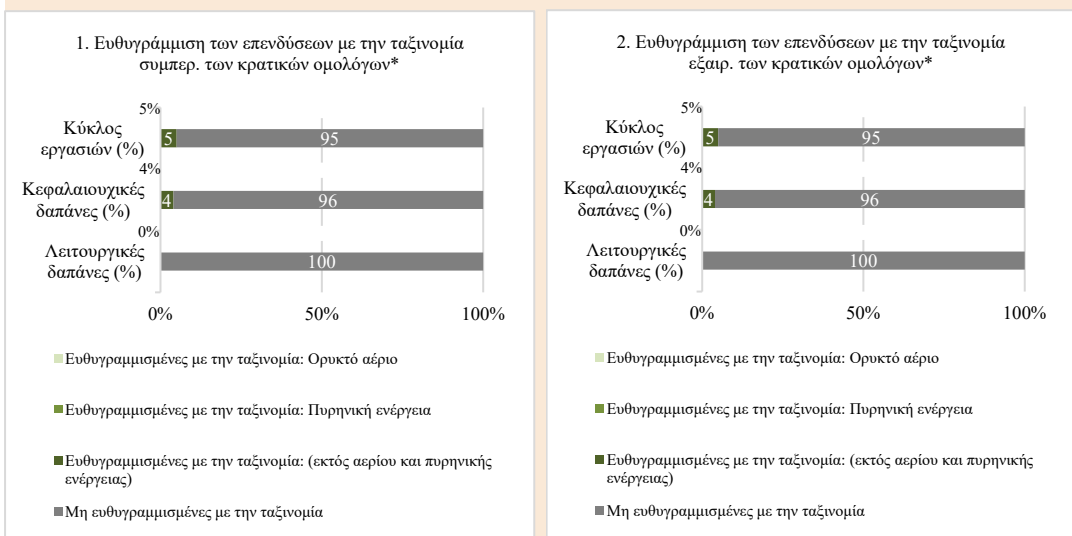 1. Ευθυγράμμιση των επενδύσεων με την ταξινομία
συμπερ. των κρατικών ομολόγων*
5%
Κύκλος
εργασιών (%)
5
95
4%
Κεφαλαιουχικές
δαπάνες (%)
4
96
0%
Λειτουργικές
δαπάνες (%)
100
0%
50%
100%
Ευθυγραμμισμένες με την ταξινομία: Ορυκτό αέριο
Ευθυγραμμισμένες με την ταξινομία: Πυρηνική ενέργεια
Ευθυγραμμισμένες με την ταξινομία: (εκτός αερίου και πυρηνικής
ενέργειας)
Μη ευθυγραμμισμένες με την ταξινομία
2. Ευθυγράμμιση των επενδύσεων με την ταξινομία
εξαιρ. των κρατικών ομολόγων*
5%
Κύκλος
εργασιών (%)
5
95
4%
Κεφαλαιουχικές
δαπάνες (%)
4
96
0%
Λειτουργικές
δαπάνες (%)
100
0%
50%
100%
Ευθυγραμμισμένες με την ταξινομία: Ορυκτό αέριο
Ευθυγραμμισμένες με την ταξινομία: Πυρηνική ενέργεια
Ευθυγραμμισμένες με την ταξινομία: (εκτός αερίου και πυρηνικής
ενέργειας)
Μη ευθυγραμμισμένες με την ταξινομία